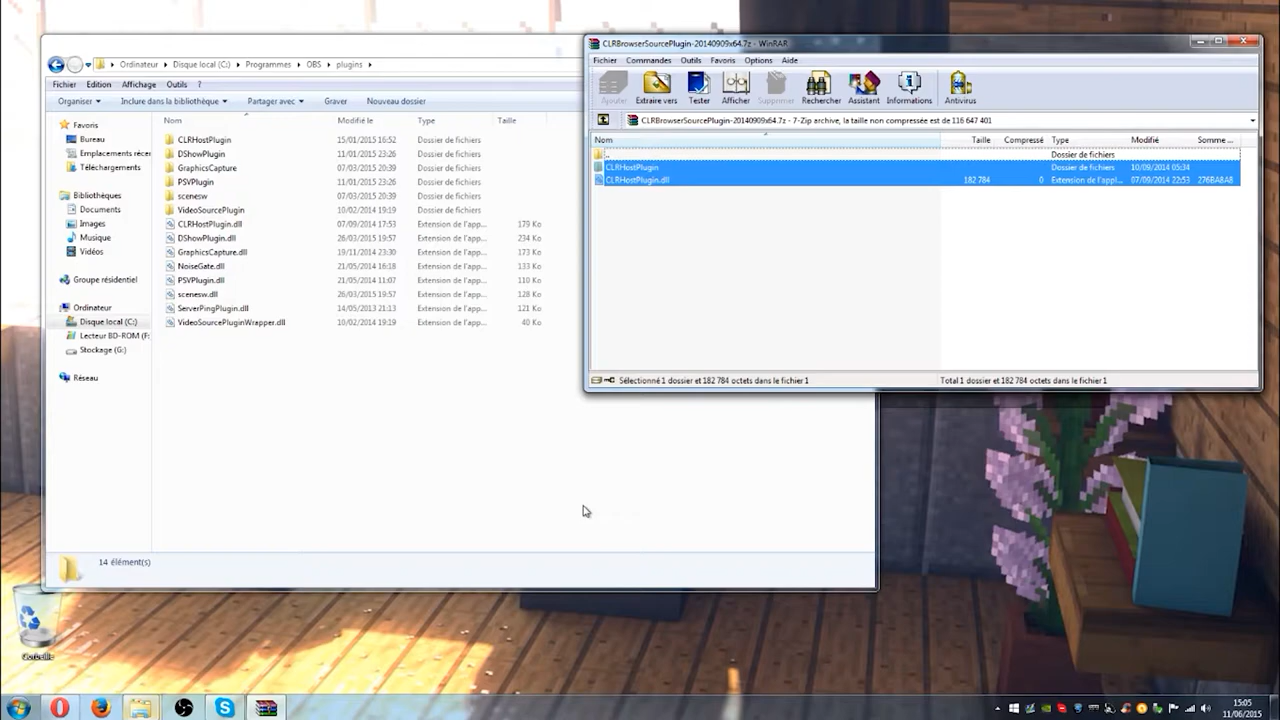 Ordinateur ▸ Disque local (C:) ▸ Programmes ▸ OBS ▸ plugins ▸
Fichier Edition Affichage Outils ?
Organiser Inclure dans la bibliothèque Partager avec Graver Nouveau dossier
Favoris
Bureau
Emplacements récen
Téléchargements
Bibliothèques
Documents
Images
Musique
Vidéos
Groupe résidentiel
Ordinateur
Disque local (C:)
Lecteur BD-ROM (F:
Stockage (G:)
Réseau
Nom Modifié le Type Taille
CLRHostPlugin 15/01/2015 16:52 Dossier de fichiers
DShowPlugin 11/01/2015 23:26 Dossier de fichiers
GraphicsCapture 07/03/2015 20:39 Dossier de fichiers
PSVPlugin 11/01/2015 23:26 Dossier de fichiers
scenesw 07/03/2015 20:39 Dossier de fichiers
VideoSourcePlugin 10/02/2014 19:19 Dossier de fichiers
CLRHostPlugin.dll 07/09/2014 17:53 Extension de l'app... 179 Ko
DShowPlugin.dll 26/03/2015 19:57 Extension de l'app... 234 Ko
GraphicsCapture.dll 19/11/2014 23:30 Extension de l'app... 173 Ko
NoiseGate.dll 21/05/2014 16:18 Extension de l'app... 133 Ko
PSVPlugin.dll 21/05/2014 11:07 Extension de l'app... 110 Ko
scenesw.dll 26/03/2015 19:57 Extension de l'app... 128 Ko
ServerPingPlugin.dll 14/05/2013 21:13 Extension de l'app... 121 Ko
VideoSourcePluginWrapper.dll 10/02/2014 19:19 Extension de l'app... 40 Ko
14 élément(s)
CLRBrowserSourcePlugin-20140909x64.7z - WinRAR
Fichier Commandes Outils Favoris Options Aide
Ajouter Extraire vers Tester Afficher Supprimer Rechercher Assistant Informations Antivirus
CLRBrowserSourcePlugin-20140909x64.7z - 7-Zip archive, la taille non compressée est de 116 647 401
Nom Taille Compressé Type Modifié Somme ...
.. Dossier de fichiers
CLRHostPlugin Dossier de fichiers 10/09/2014 05:34
CLRHostPlugin.dll 182 784 0 Extension de l'appl... 07/09/2014 22:53 276BA8A8
Sélectionné 1 dossier et 182 784 octets dans le fichier 1 Total 1 dossier et 182 784 octets dans le fichier 1
Corbeille
15:05
11/06/2015